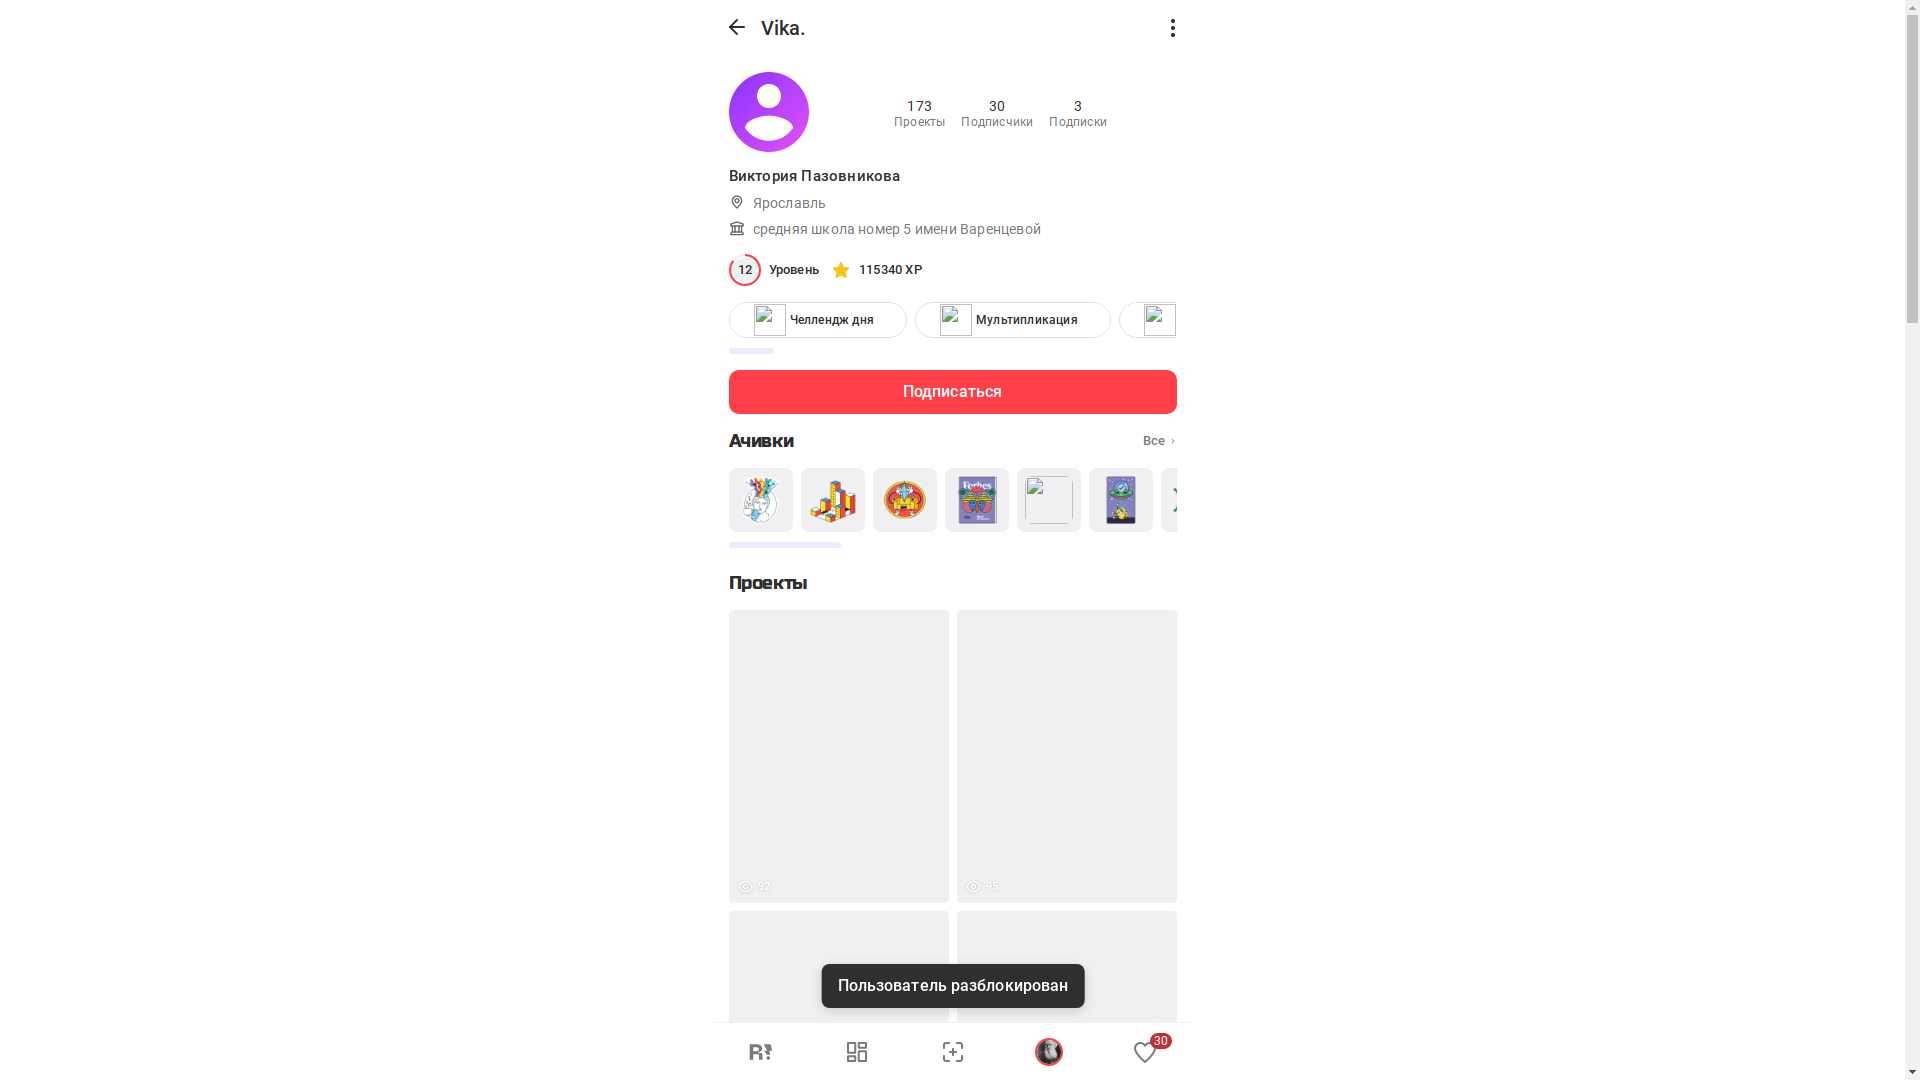 Vika.
173
Проекты
30
Подписчики
3
Подписки
Виктория Пазовникова
Ярославль
средняя школа номер 5 имени Варенцевой
12 Уровень 115340 XP
Челлендж дня
Мультипликация
Подписаться
Ачивки
Все
Forbes
Проекты
92
95
Пользователь разблокирован
R!
30